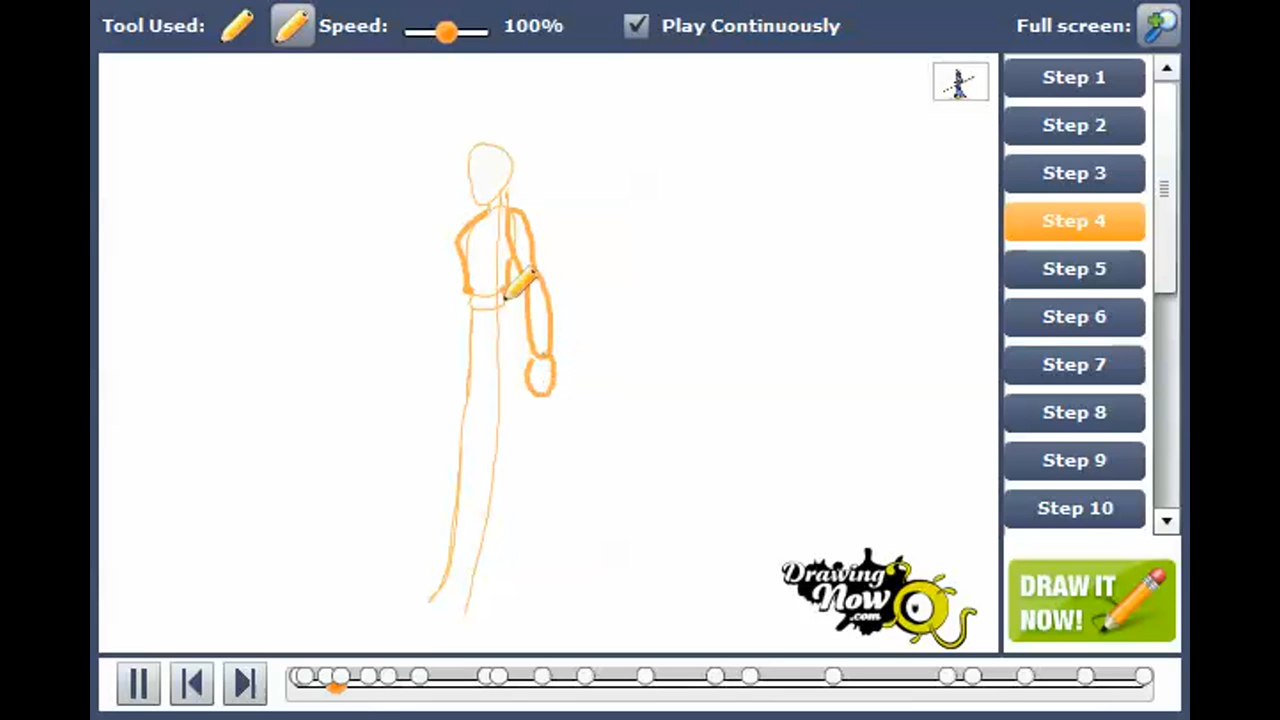 Tool Used:
Speed:
100%
Play Continuously
Full screen:
Step 1
Step 2
Step 3
Step 4
Step 5
Step 6
Step 7
Step 8
Step 9
Step 10
Drawing
Now
.com
DRAW IT
NOW!